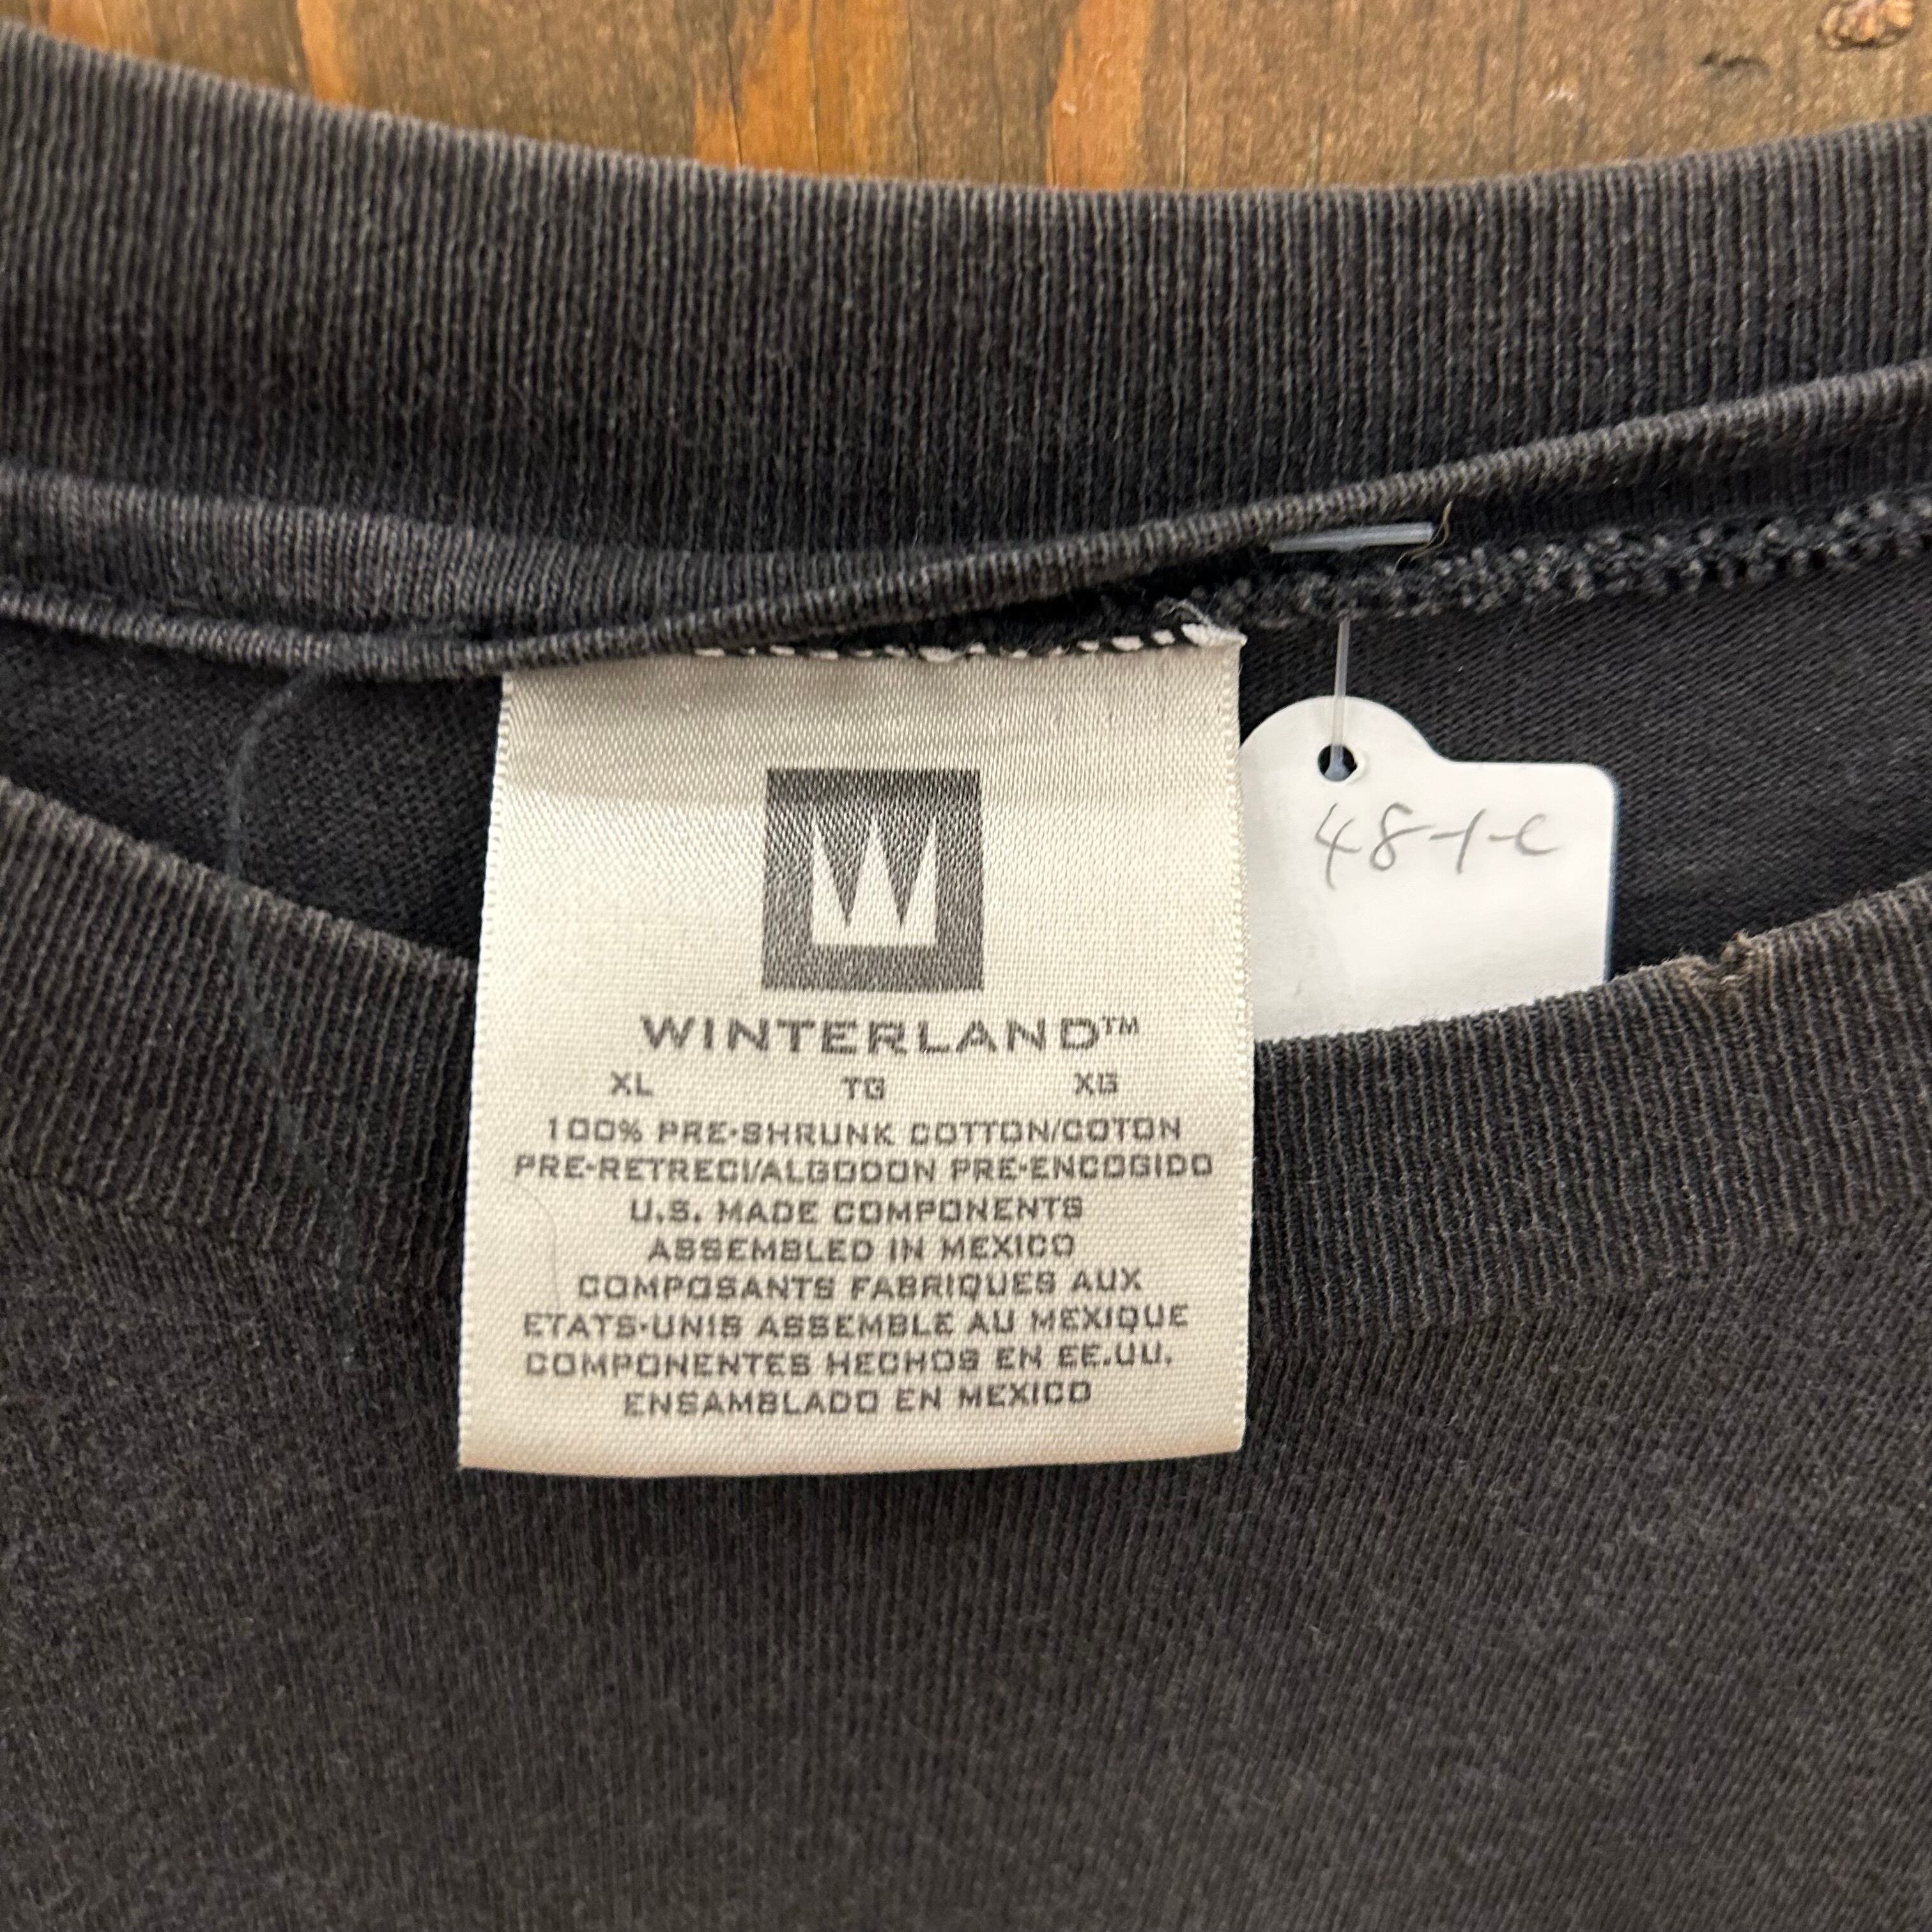 WINTERLAND™
XL TG XG
100% PRE-SHRUNK COTTON/COTON
PRE-RETRECI/ALGODON PRE-ENCOGIDO
U.S. MADE COMPONENTS
ASSEMBLED IN MEXICO
COMPOSANTS FABRIQUES AUX
ETATS-UNIS ASSEMBLE AU MEXIQUE
COMPONENTES HECHOS EN EE.UU.
ENSAMBLADO EN MEXICO